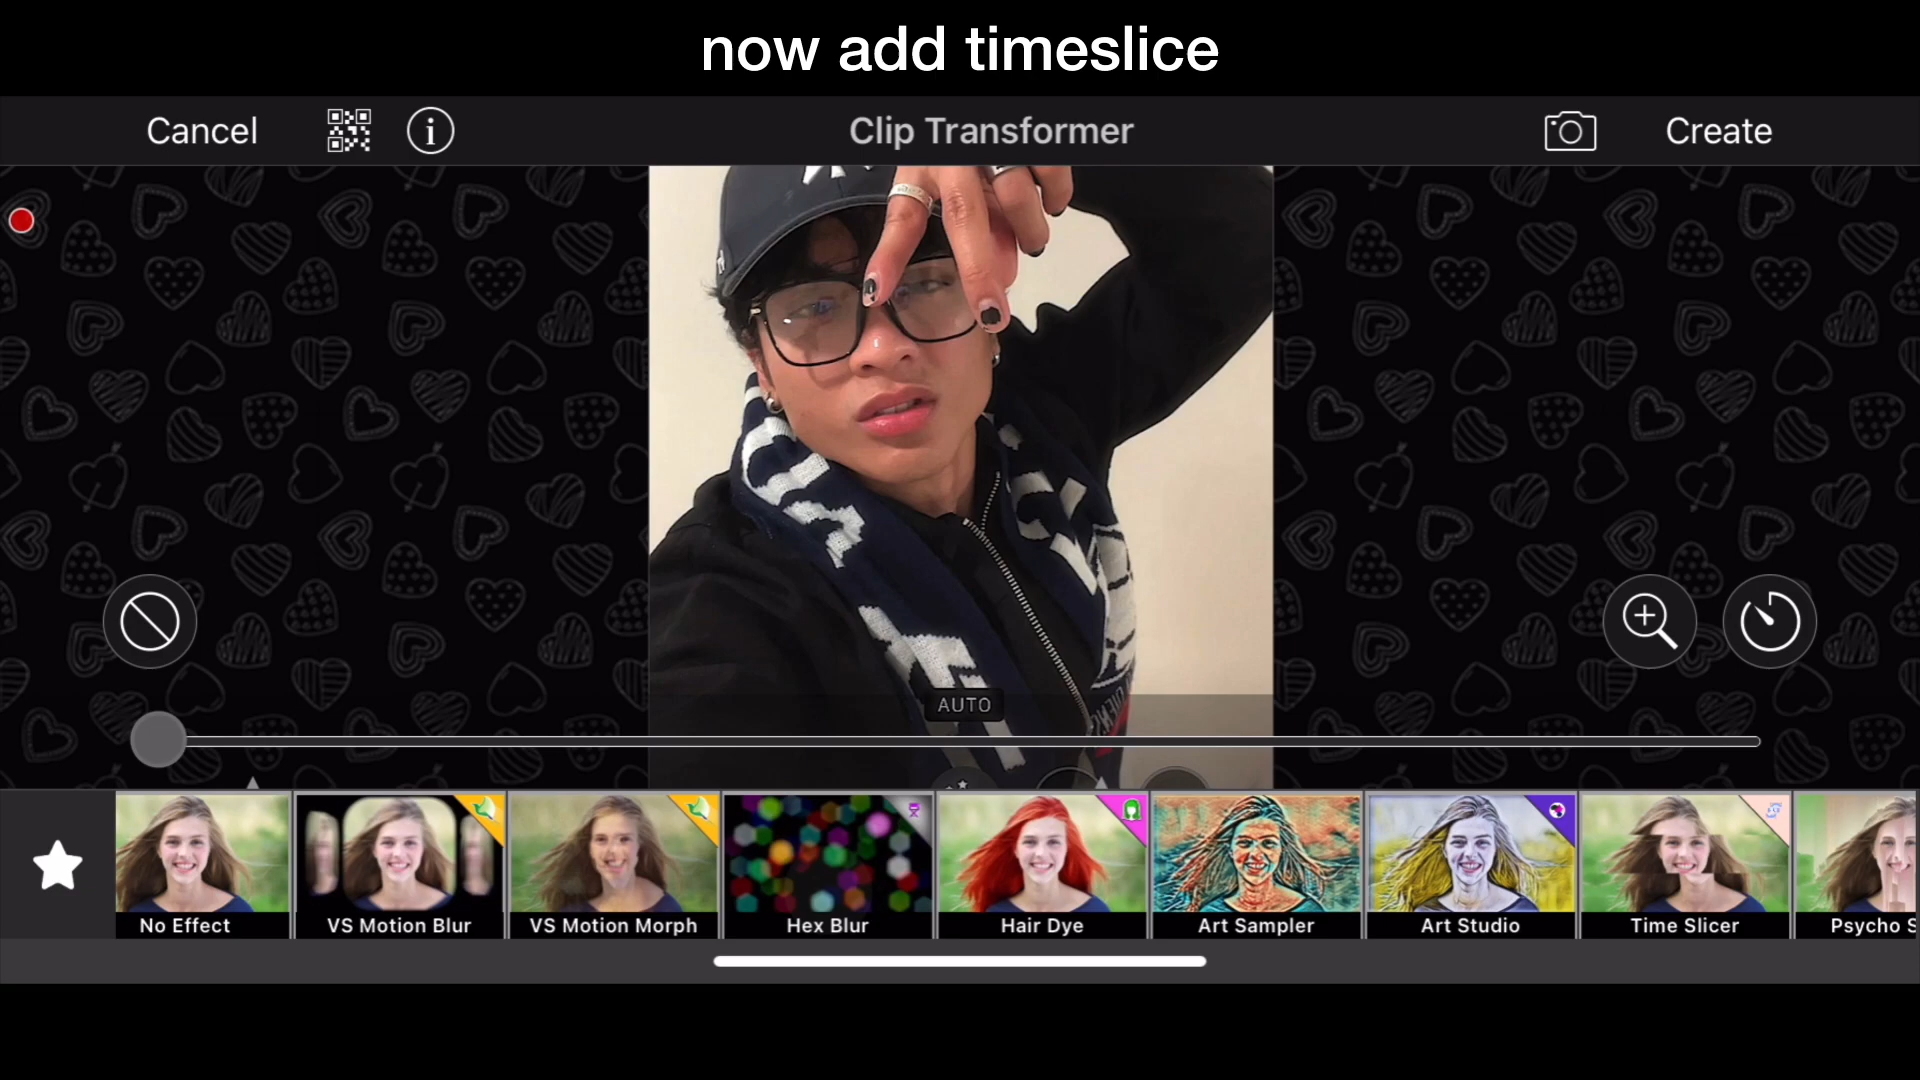 now add timeslice
Cancel
Clip Transformer
Create
AUTO
No Effect
VS Motion Blur
VS Motion Morph
Hex Blur
Hair Dye
Art Sampler
Art Studio
Time Slicer
Psycho S